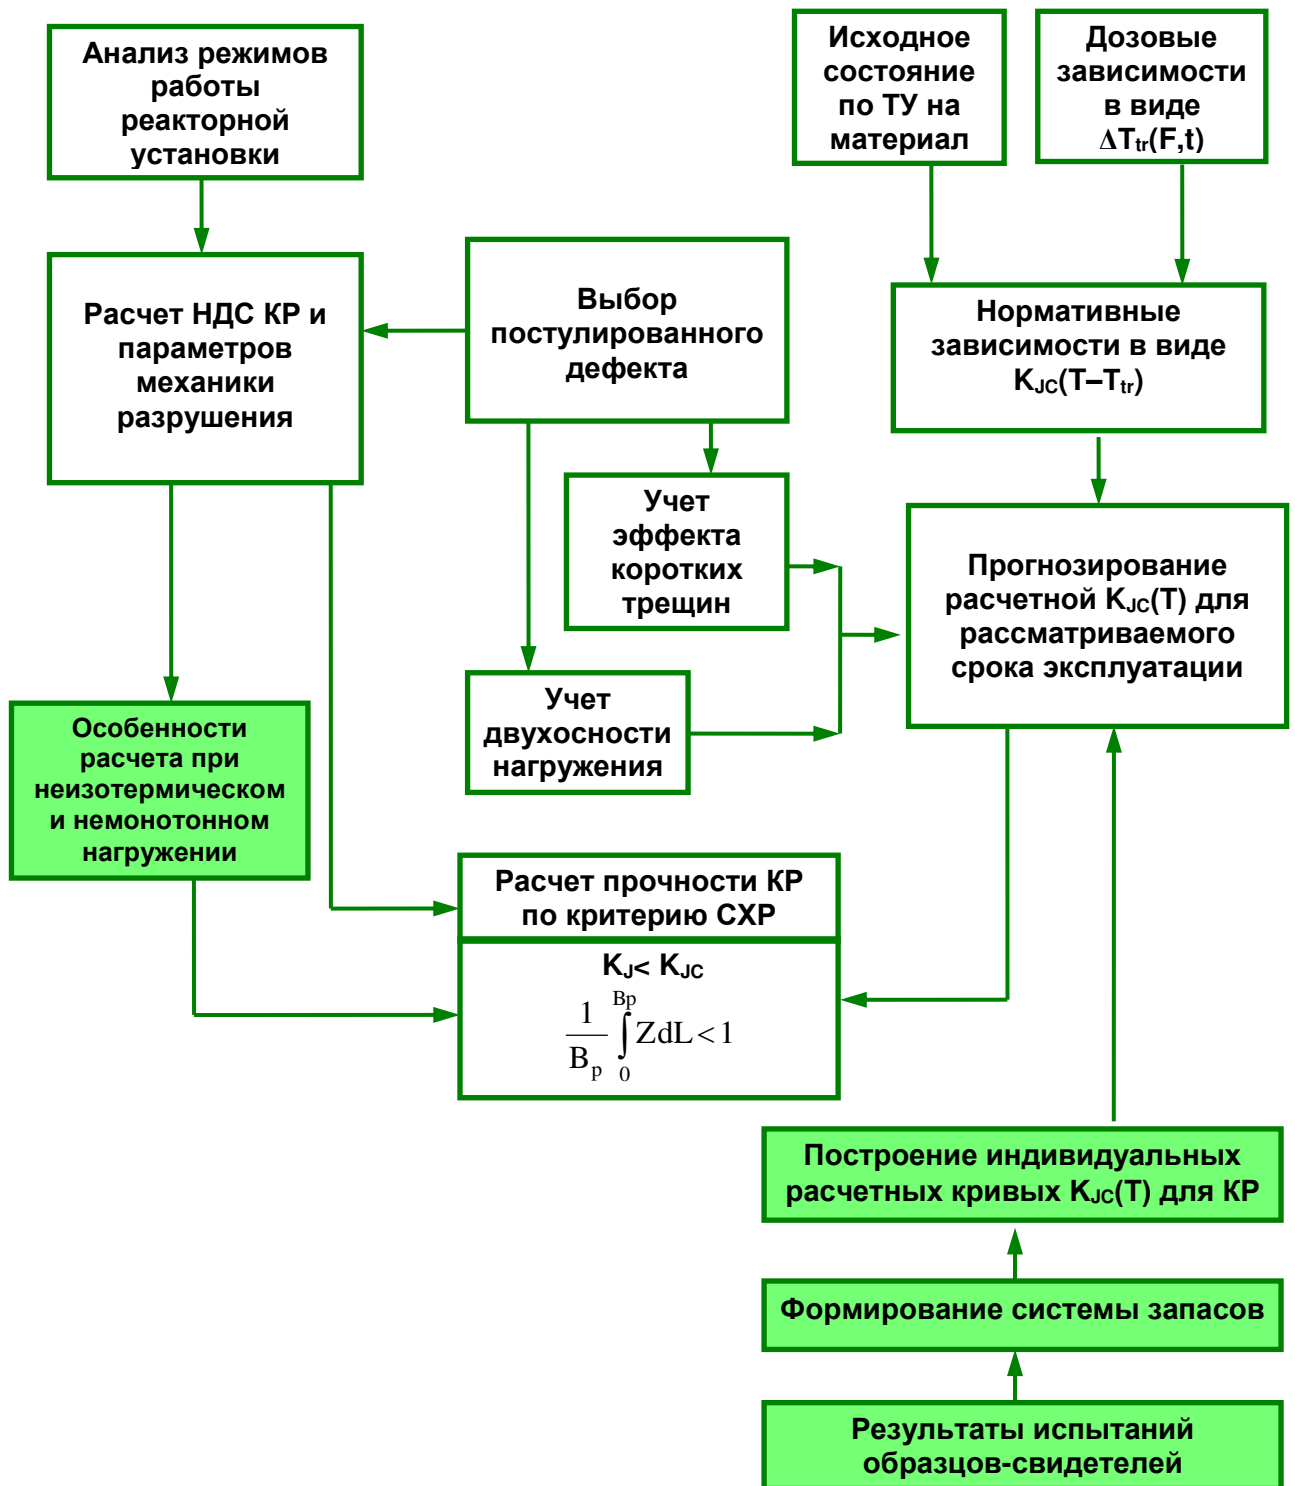 Анализ режимов
работы
реакторной
установки
Исходное
состояние
по ТУ на
материал
Дозовые
зависимости
в виде
ΔTtr(F,t)
Расчет НДС КР и
параметров
механики
разрушения
Выбор
постулированного
дефекта
Нормативные
зависимости в виде
KJC(T–Ttr)
Учет
эффекта
коротких
трещин
Прогнозирование
расчетной KJC(T) для
рассматриваемого
срока эксплуатации
Учет
двухосности
нагружения
Особенности
расчета при
неизотермическом
и немонотонном
нагружении
Расчет прочности КР
по критерию СХР
KJ< KJC
1/Bp ∫0Bp ZdL<1
Построение индивидуальных
расчетных кривых KJC(T) для КР
Формирование системы запасов
Результаты испытаний
образцов-свидетелей